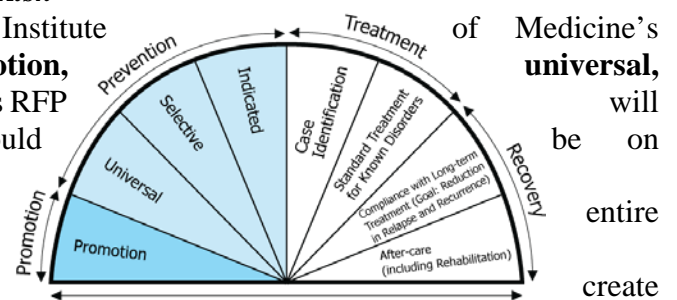 Institute of Medicine’s
otion, universal,
s RFP will
ould be on
entire
create
Prevention
Treatment
Recovery
Promotion
Promotion
Universal
Selective
Indicated
Case
Identification
Standard Treatment
for Known Disorders
Compliance with Long-term
Treatment (Goal: Reduction
in Relapse and Recurrence)
After-care
(including Rehabilitation)